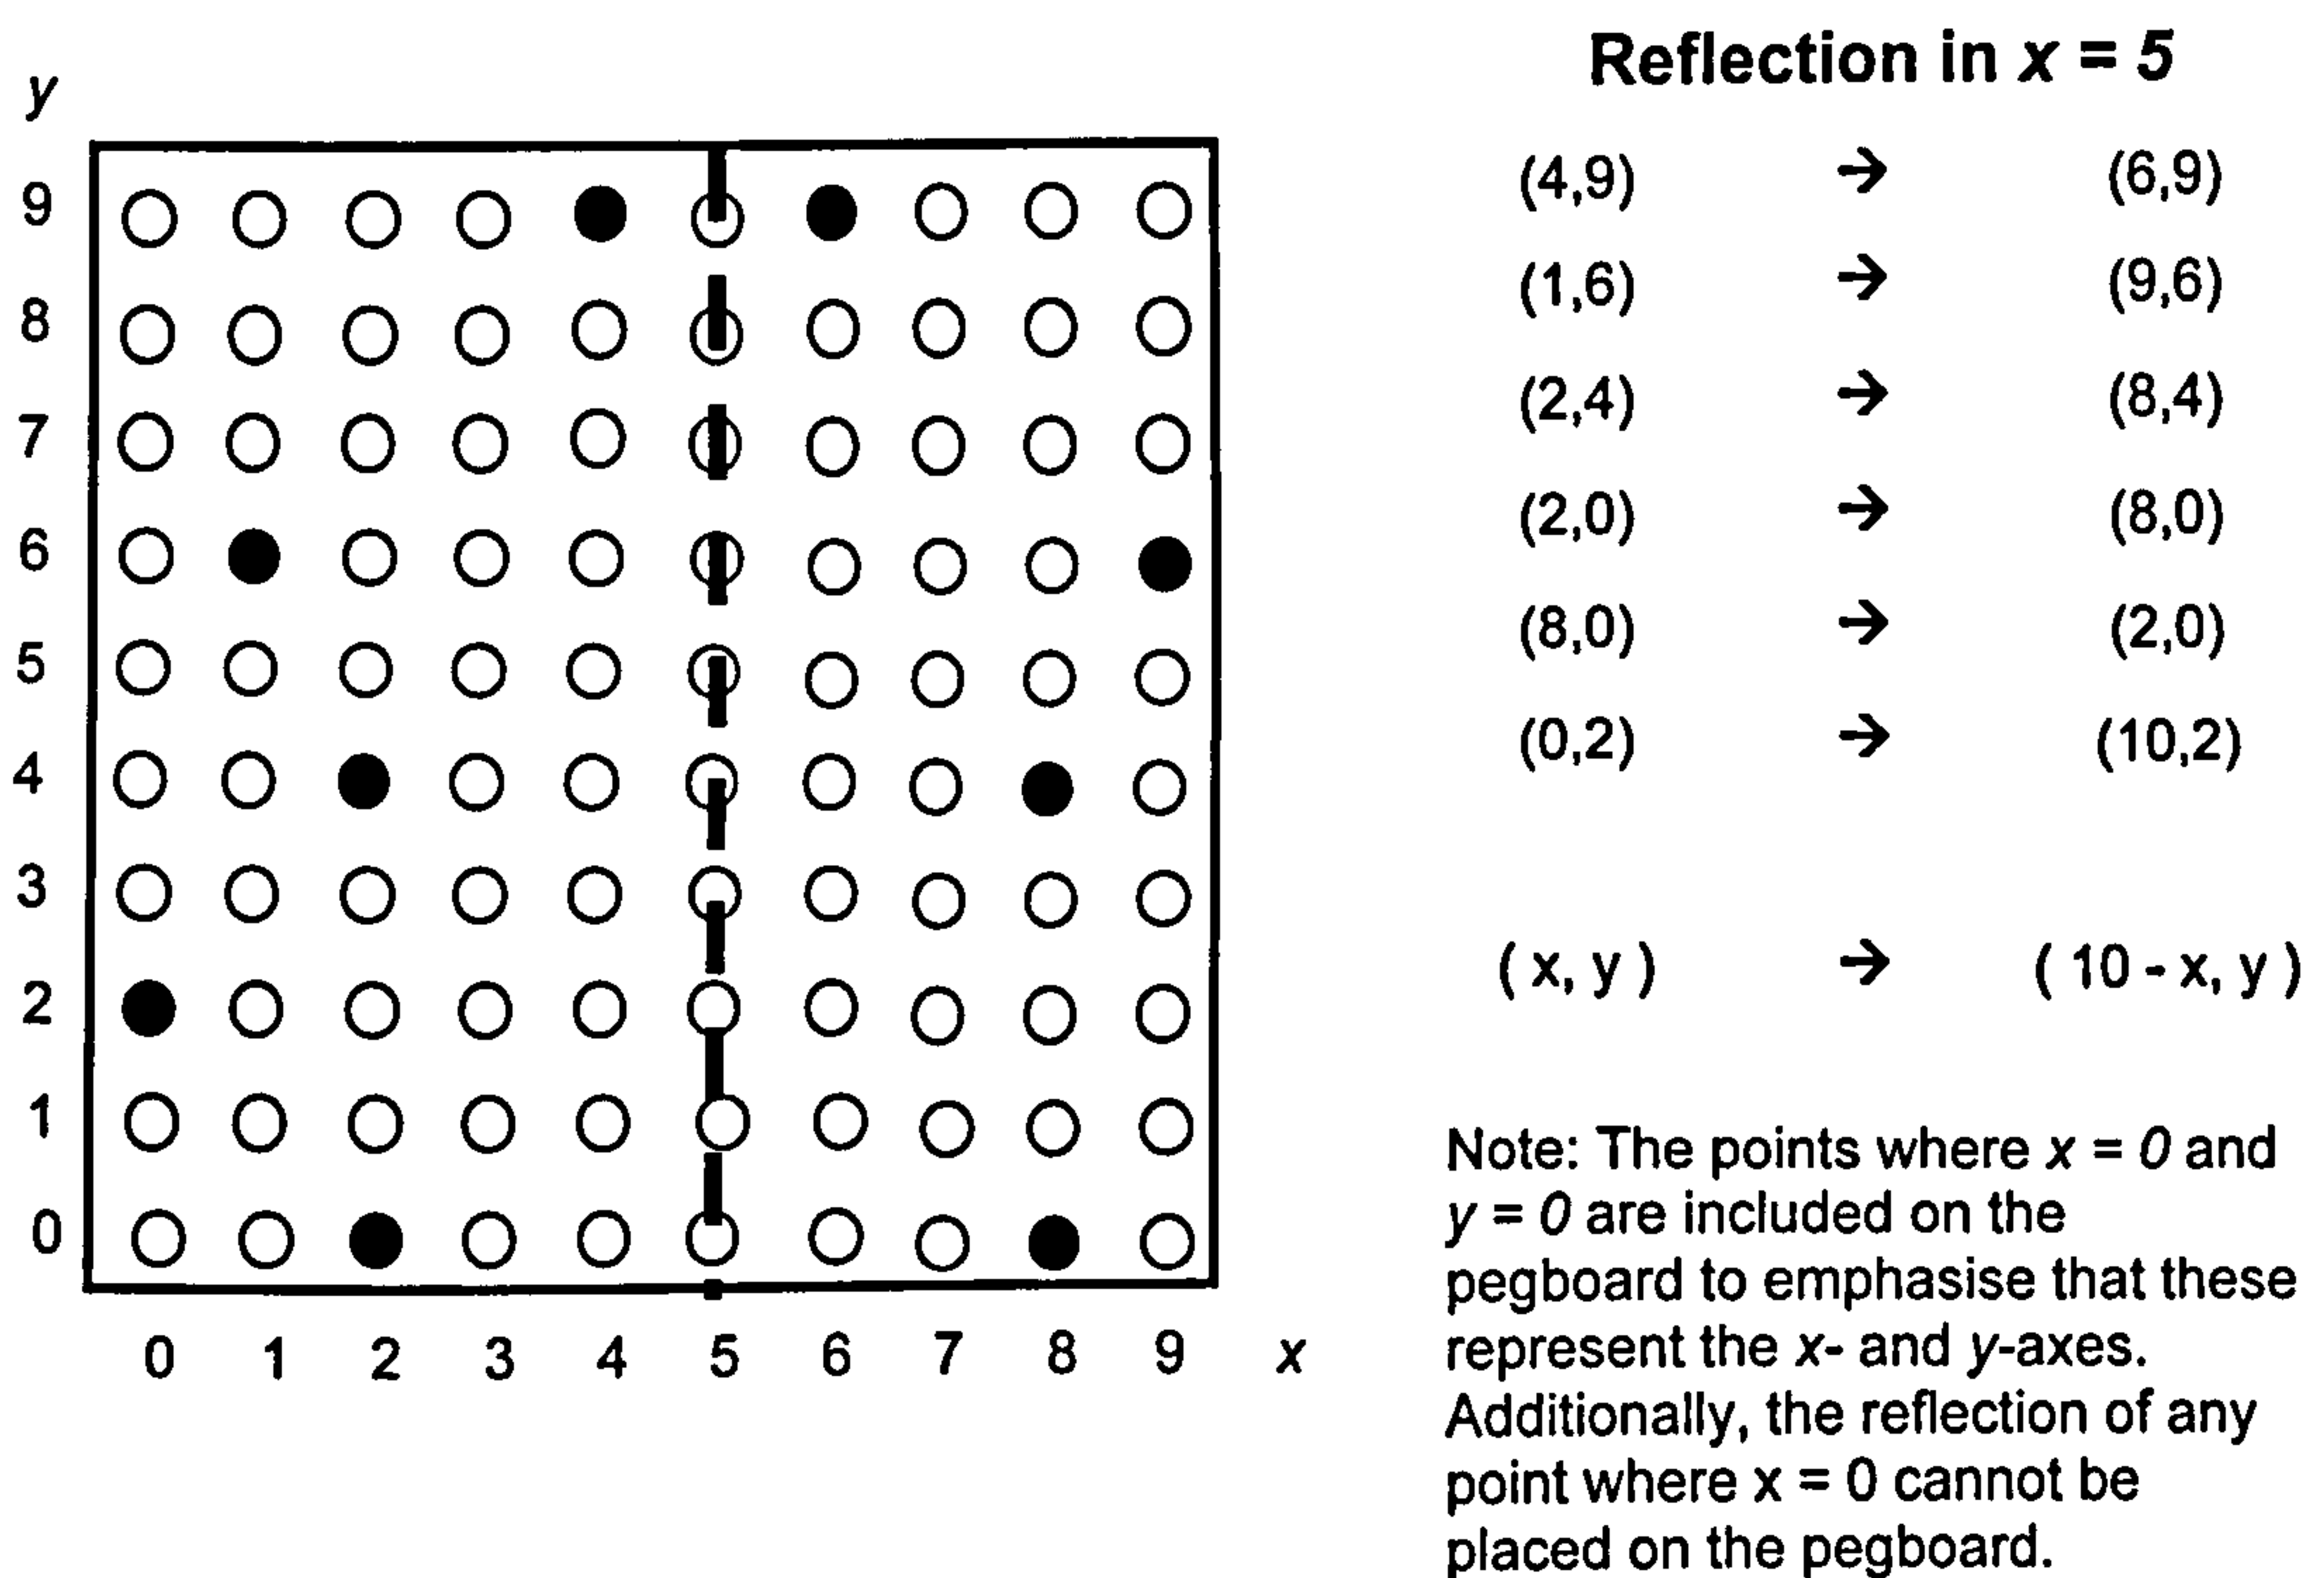 y
9
8
7
6
5
4
3
2
1
0
0 1 2 3 4 5 6 7 8 9 x
Reflection in x = 5
(4,9) → (6,9)
(1,6) → (9,6)
(2,4) → (8,4)
(2,0) → (8,0)
(8,0) → (2,0)
(0,2) → (10,2)
( x, y ) → ( 10 - x, y )
Note: The points where x = 0 and
y = 0 are included on the
pegboard to emphasise that these
represent the x- and y-axes.
Additionally, the reflection of any
point where x = 0 cannot be
placed on the pegboard.